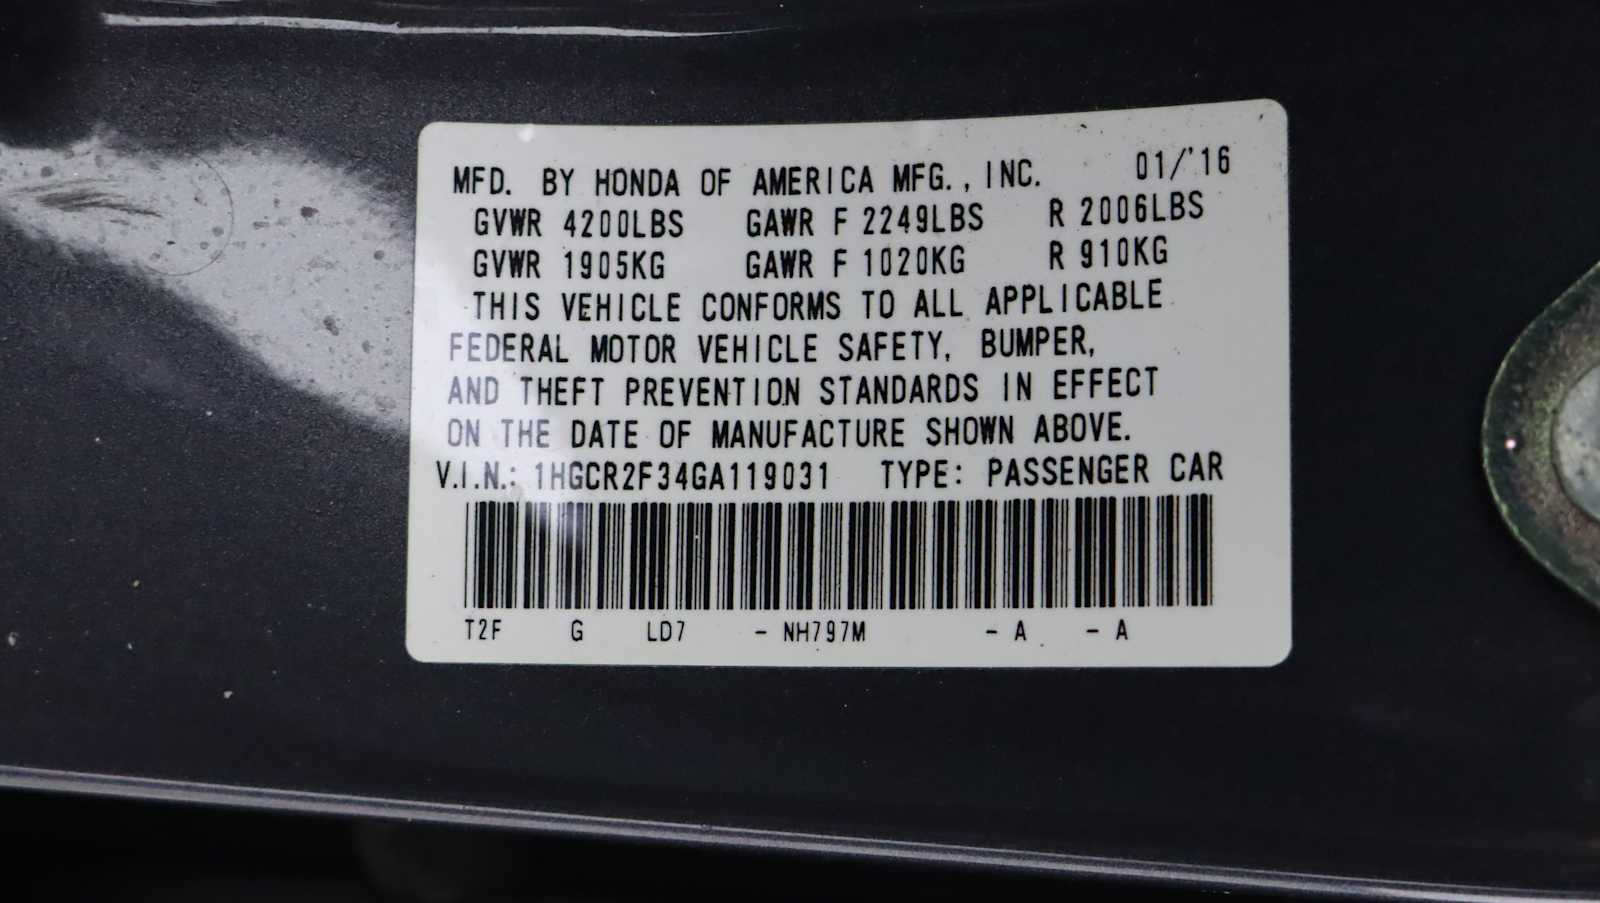 MFD. BY HONDA OF AMERICA MFG., INC. 01/'16
GVWR 4200LBS GAWR F 2249LBS R 2006LBS
GVWR 1905KG GAWR F 1020KG R 910KG
THIS VEHICLE CONFORMS TO ALL APPLICABLE
FEDERAL MOTOR VEHICLE SAFETY, BUMPER,
AND THEFT PREVENTION STANDARDS IN EFFECT
ON THE DATE OF MANUFACTURE SHOWN ABOVE.
V.I.N.: 1HGCR2F34GA119031 TYPE: PASSENGER CAR
T2F G LD7 - NH797M - A - A